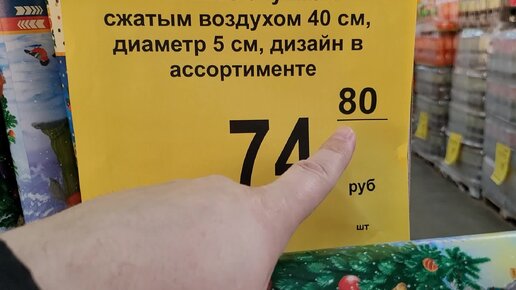 сжатым воздухом 40 см,
диаметр 5 см, дизайн в
ассортименте
74 80
руб
шт